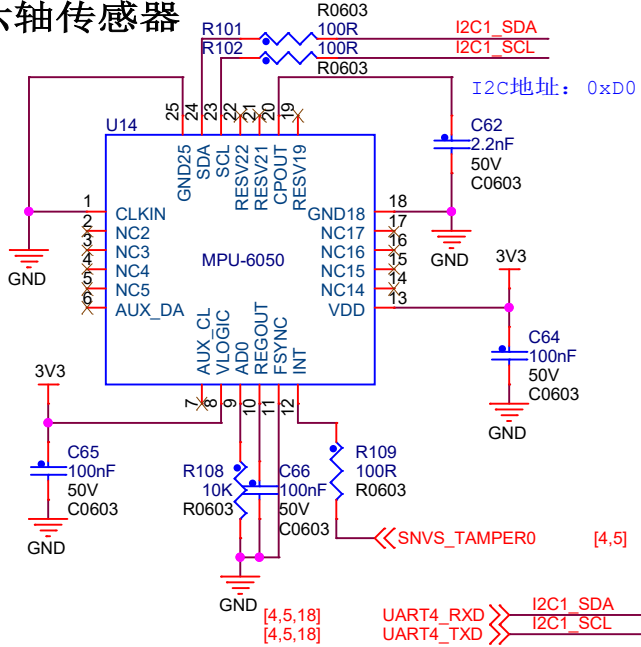 六轴传感器
R0603
R101
100R
I2C1_SDA
R102
100R
I2C1_SCL
R0603
I2C地址: 0xD0
25
24
23
22
21
20
19
U14
GND25
SDA
SCL
RESV22
RESV21
CPOUT
RESV19
C62
2.2nF
50V
C0603
1
CLKIN
2
NC2
3
NC3
4
NC4
5
NC5
6
AUX_DA
MPU-6050
GND18
18
NC17
17
NC16
16
NC15
15
NC14
14
VDD
13
GND
GND
3V3
AUX_CL
VLOGIC
AD0
REGOUT
FSYNC
INT
7
8
9
10
11
12
C64
100nF
50V
C0603
GND
3V3
C65
100nF
50V
C0603
GND
R108
10K
R0603
C66
100nF
50V
C0603
R109
100R
R0603
SNVS_TAMPER0
[4,5]
GND
[4,5,18]
UART4_RXD
I2C1_SDA
[4,5,18]
UART4_TXD
I2C1_SCL